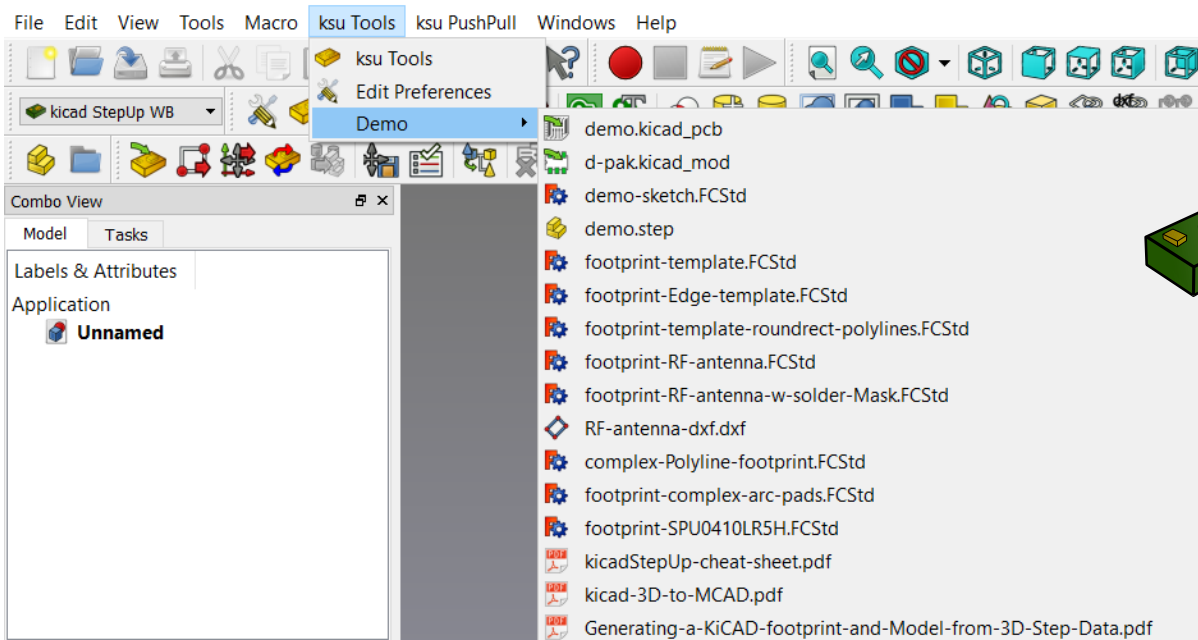 File Edit View Tools Macro ksu Tools ksu PushPull Windows Help
ksu Tools
Edit Preferences
Demo
kicad StepUp WB
demo.kicad_pcb
d-pak.kicad_mod
demo-sketch.FCStd
demo.step
footprint-template.FCStd
footprint-Edge-template.FCStd
footprint-template-roundrect-polylines.FCStd
footprint-RF-antenna.FCStd
footprint-RF-antenna-w-solder-Mask.FCStd
RF-antenna-dxf.dxf
complex-Polyline-footprint.FCStd
footprint-complex-arc-pads.FCStd
footprint-SPU0410LR5H.FCStd
kicadStepUp-cheat-sheet.pdf
kicad-3D-to-MCAD.pdf
Generating-a-KiCAD-footprint-and-Model-from-3D-Step-Data.pdf
Combo View
Model Tasks
Labels & Attributes
Application
Unnamed